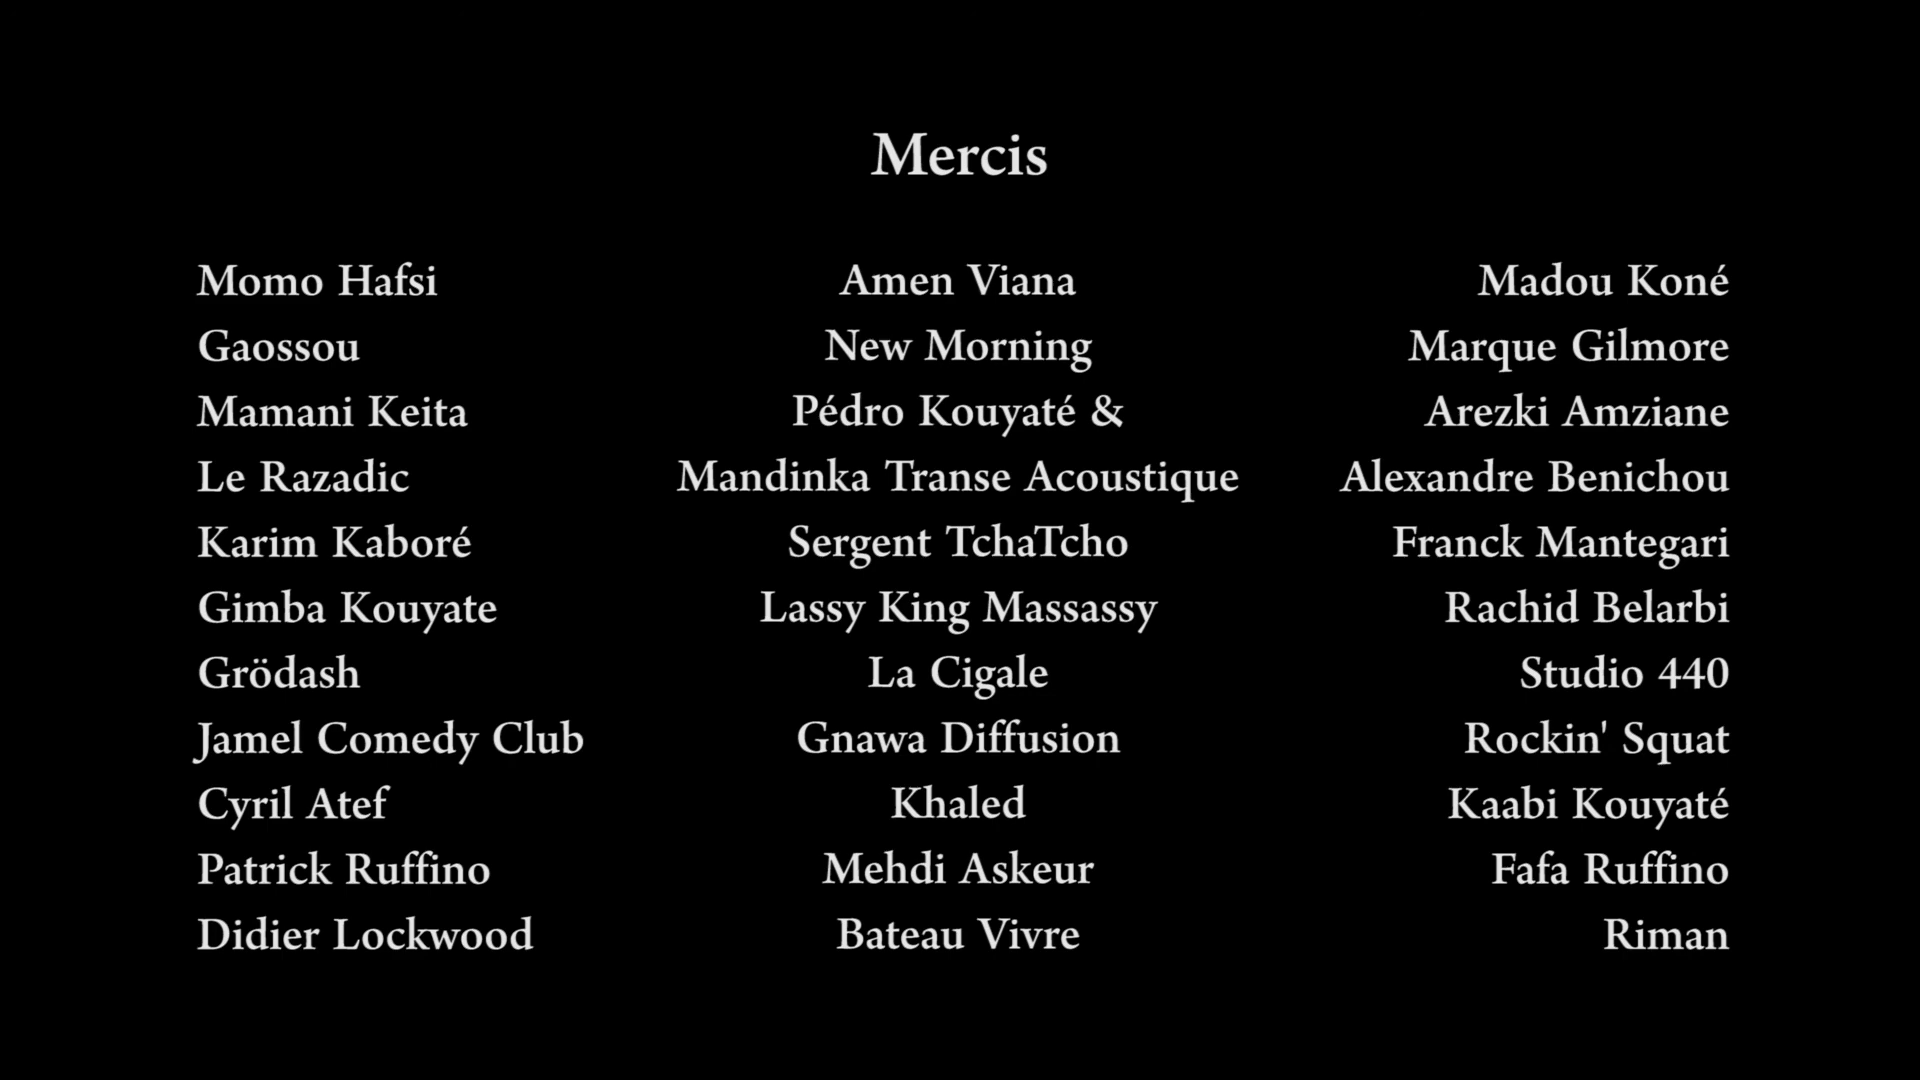 Mercis
Momo Hafsi
Gaossou
Mamani Keita
Le Razadic
Karim Kaboré
Gimba Kouyate
Grödash
Jamel Comedy Club
Cyril Atef
Patrick Ruffino
Didier Lockwood
Amen Viana
New Morning
Pédro Kouyaté &
Mandinka Transe Acoustique
Sergent TchaTcho
Lassy King Massassy
La Cigale
Gnawa Diffusion
Khaled
Mehdi Askeur
Bateau Vivre
Madou Koné
Marque Gilmore
Arezki Amziane
Alexandre Benichou
Franck Mantegari
Rachid Belarbi
Studio 440
Rockin' Squat
Kaabi Kouyaté
Fafa Ruffino
Riman